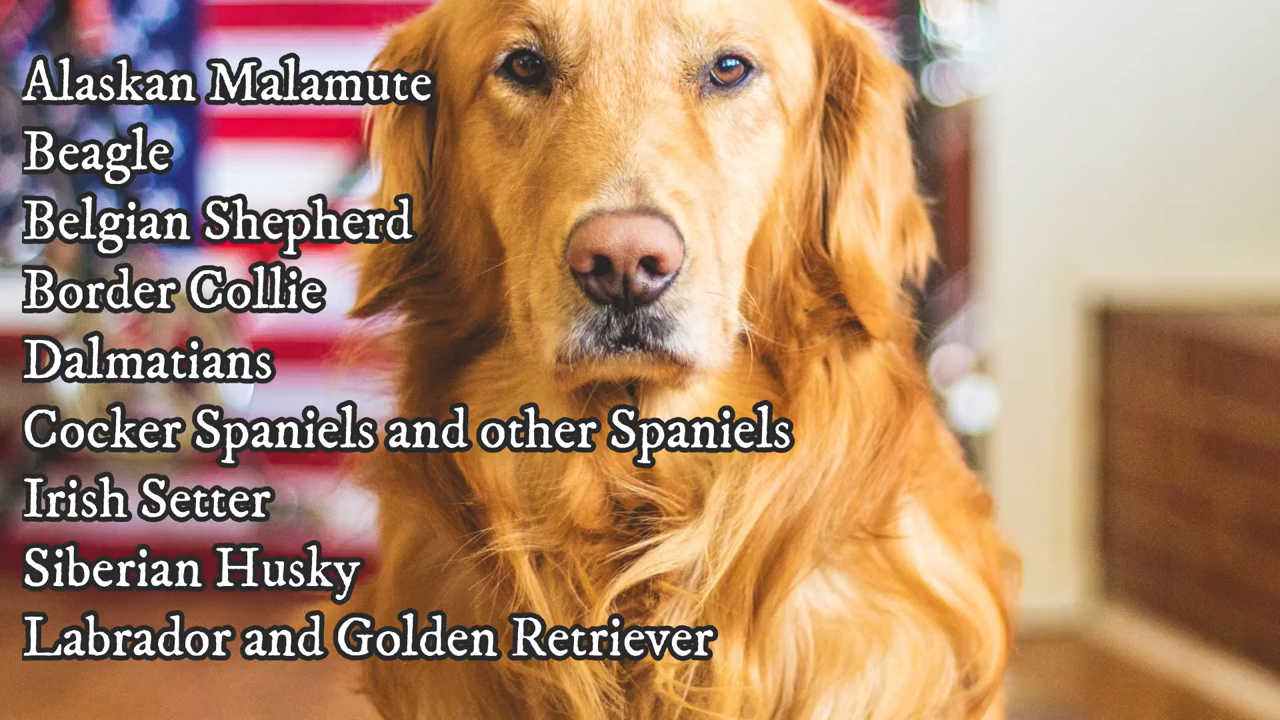 Alaskan Malamute
Beagle
Belgian Shepherd
Border Collie
Dalmatians
Cocker Spaniels and other Spaniels
Irish Setter
Siberian Husky
Labrador and Golden Retriever